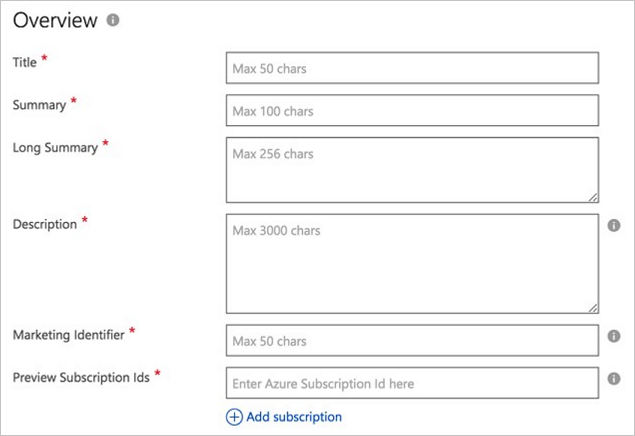 Overview
Title *
Max 50 chars
Summary *
Max 100 chars
Long Summary *
Max 256 chars
Description *
Max 3000 chars
Marketing Identifier *
Max 50 chars
Preview Subscription Ids *
Enter Azure Subscription Id here
Add subscription